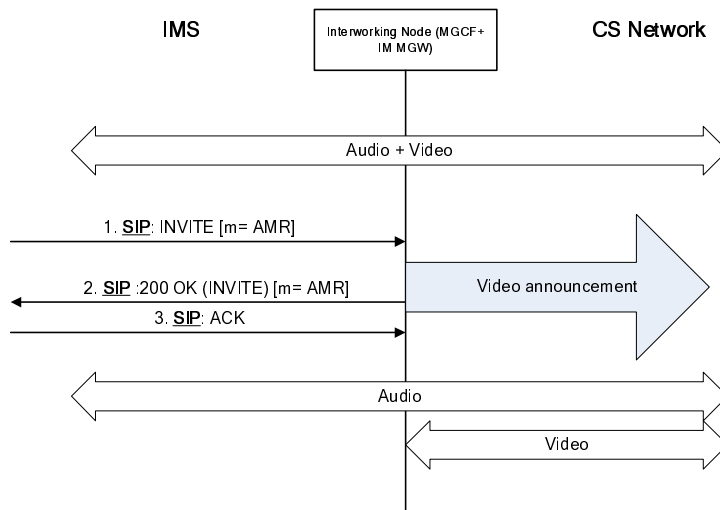 IMS
Interworking Node (MGCF+
IM MGW)
CS Network
Audio + Video
1. SIP: INVITE [m= AMR]
Video announcement
2. SIP :200 OK (INVITE) [m= AMR]
3. SIP: ACK
Audio
Video